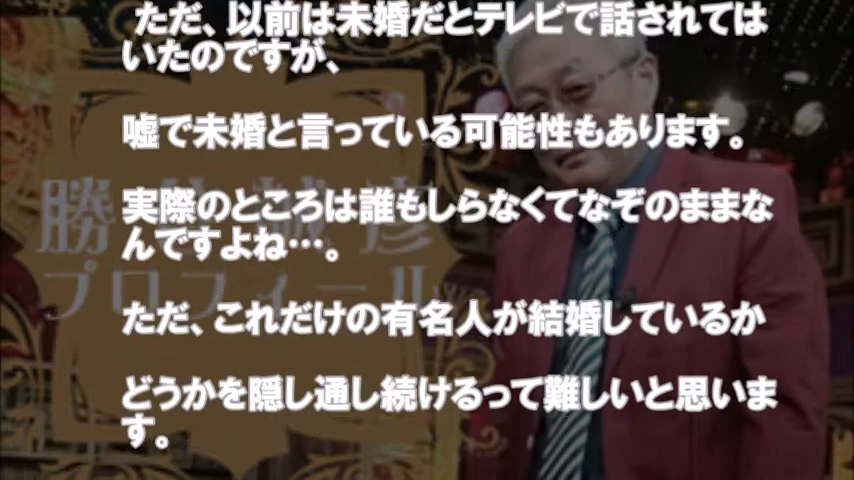 ただ、以前は未婚だとテレビで話されては
いたのですが、
嘘で未婚と言っている可能性もあります。
実際のところは誰もしらなくてなぞのままな
んですよね…。
ただ、これだけの有名人が結婚しているか
どうかを隠し通し続けるって難しいと思いま
す。
勝谷誠彦
プロフィール